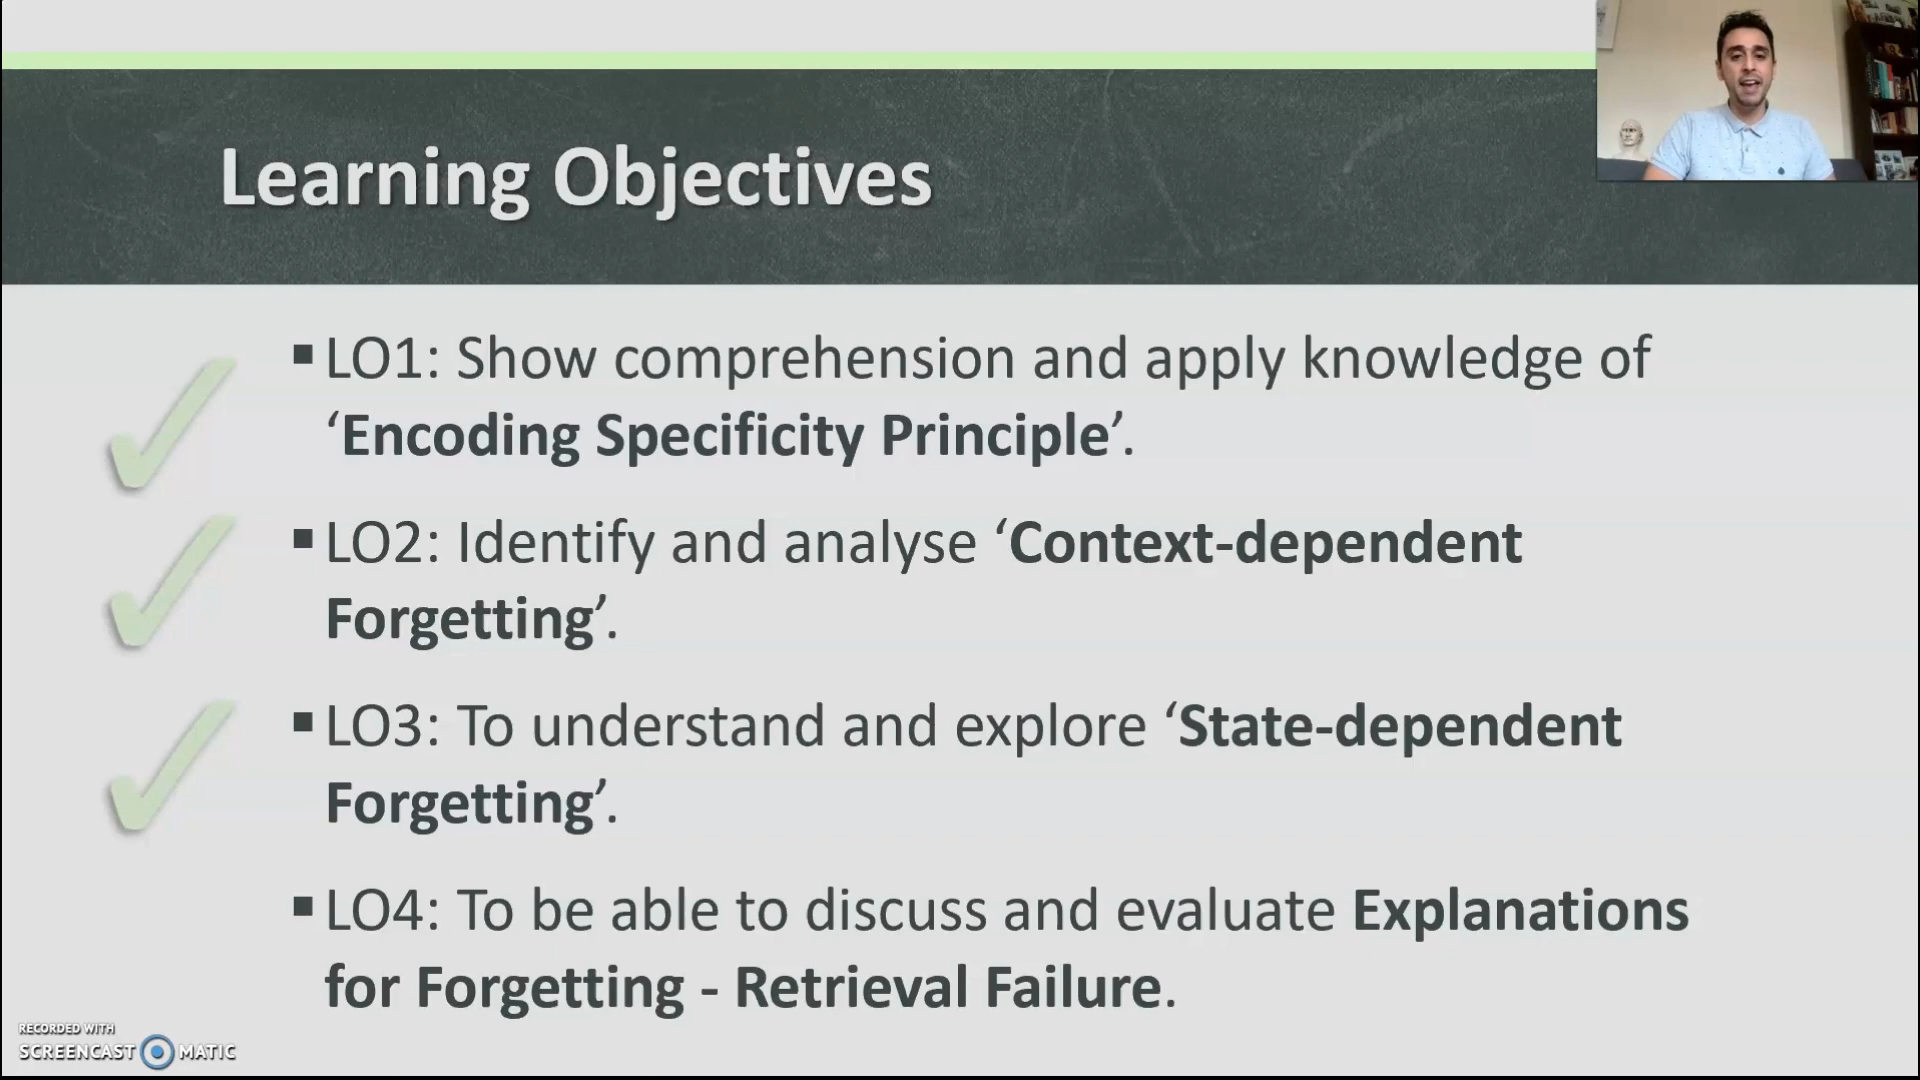 Learning Objectives
▪ LO1: Show comprehension and apply knowledge of
‘Encoding Specificity Principle’.
▪ LO2: Identify and analyse ‘Context-dependent
Forgetting’.
▪ LO3: To understand and explore ‘State-dependent
Forgetting’.
▪ LO4: To be able to discuss and evaluate Explanations
for Forgetting - Retrieval Failure.
RECORDED WITH
SCREENCAST MATIC